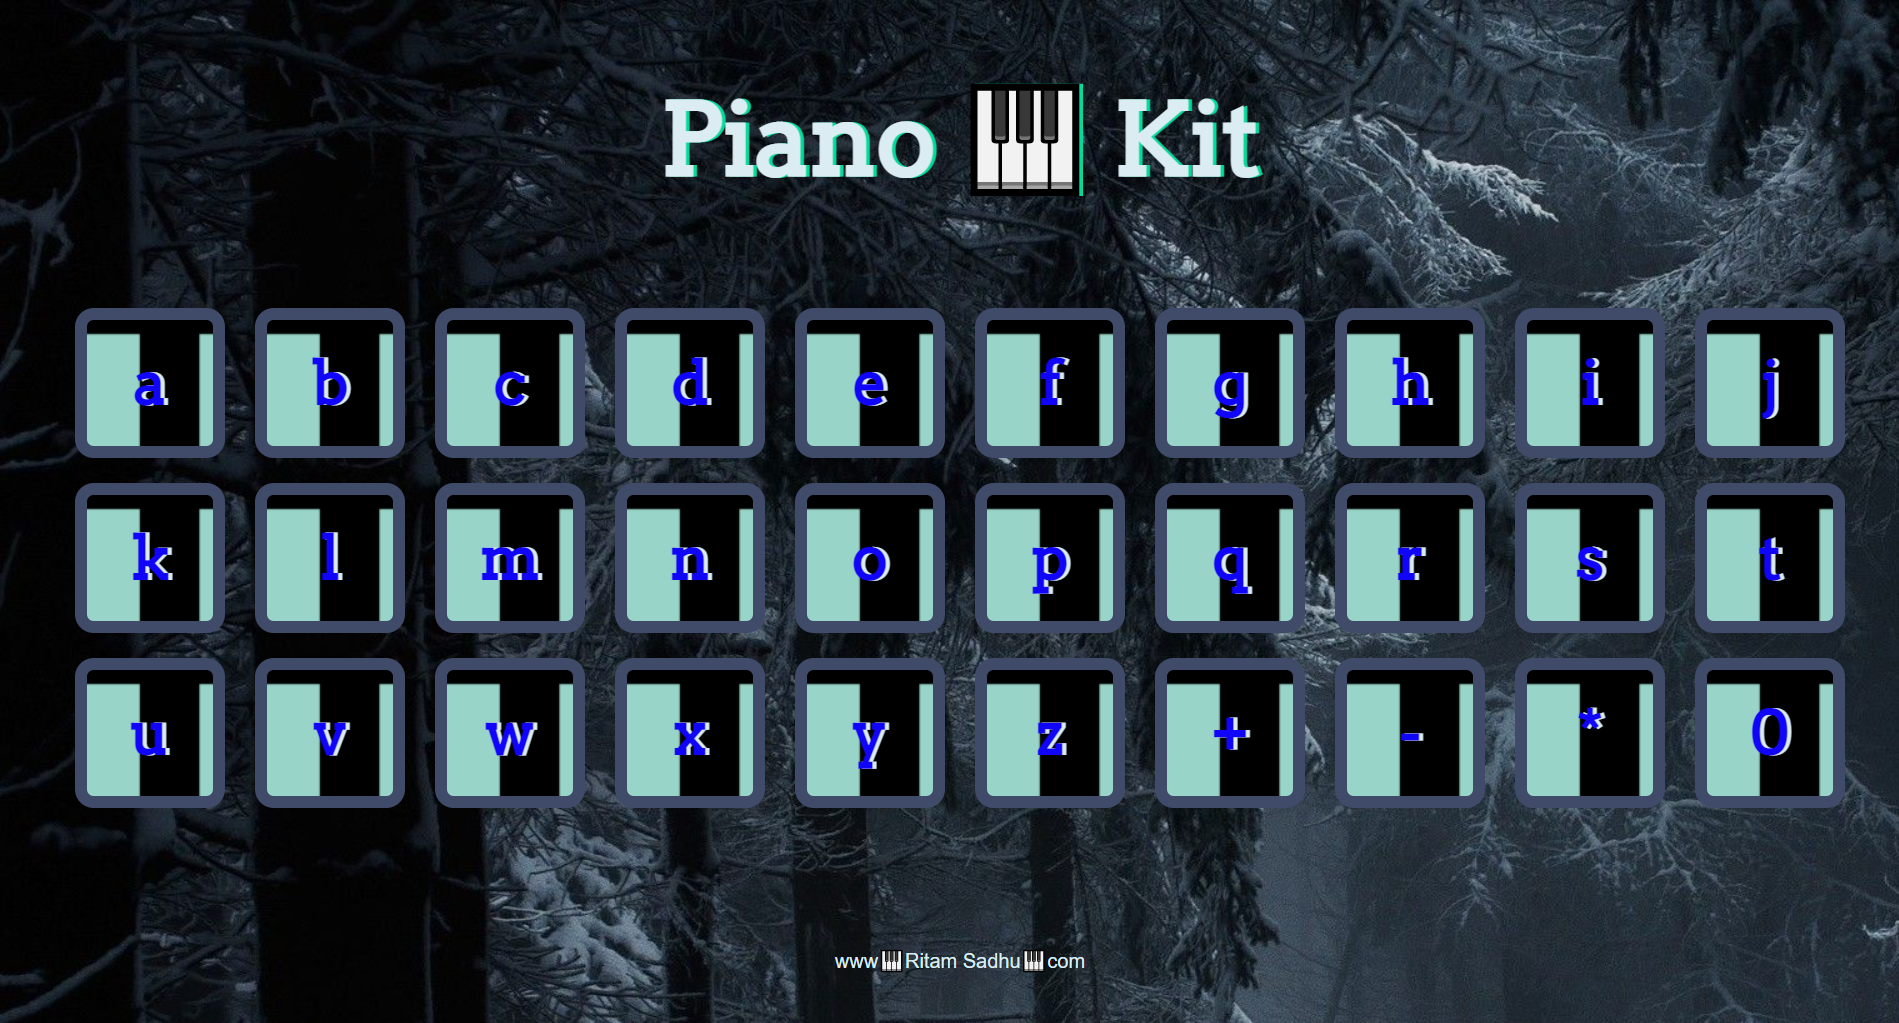 Piano 🎹 Kit
a b c d e f g h i j
k l m n o p q r s t
u v w x y z + - * 0
www🎹Ritam Sadhu🎹com